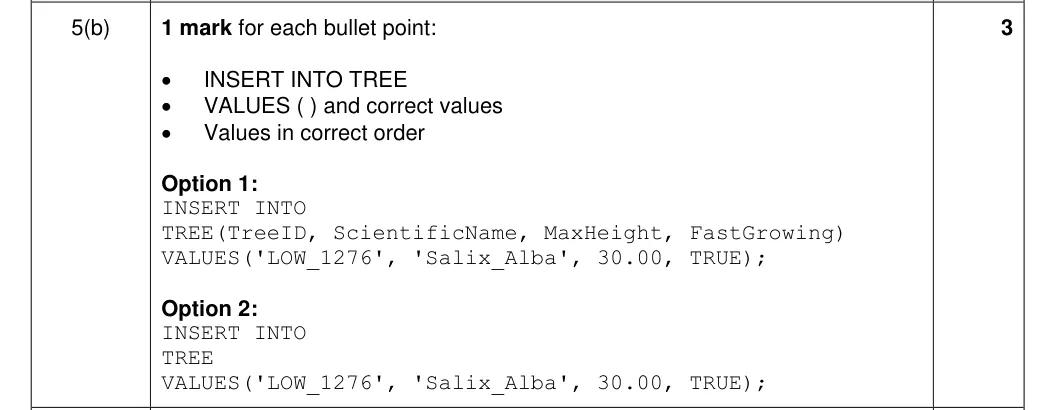 5(b) 1 mark for each bullet point: 3
• INSERT INTO TREE
• VALUES ( ) and correct values
• Values in correct order
Option 1:
INSERT INTO
TREE(TreeID, ScientificName, MaxHeight, FastGrowing)
VALUES('LOW_1276', 'Salix_Alba', 30.00, TRUE);
Option 2:
INSERT INTO
TREE
VALUES('LOW_1276', 'Salix_Alba', 30.00, TRUE);